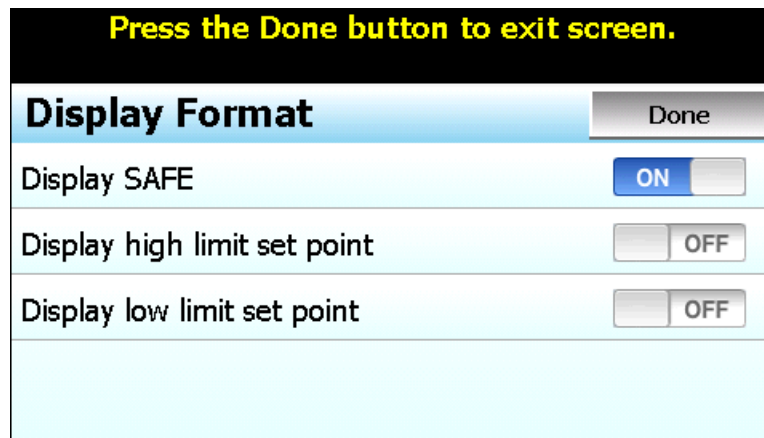 Press the Done button to exit screen.
Display Format
Done
Display SAFE
ON
Display high limit set point
OFF
Display low limit set point
OFF